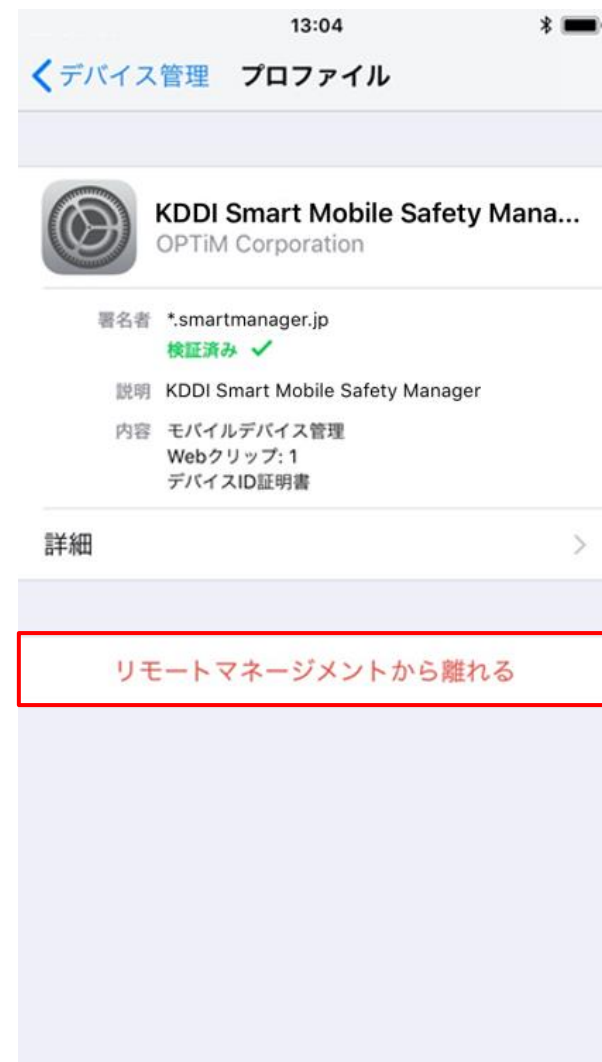 13:04
デバイス管理 プロファイル
KDDI Smart Mobile Safety Mana...
OPTiM Corporation
署名者 *.smartmanager.jp
検証済み
説明 KDDI Smart Mobile Safety Manager
内容 モバイルデバイス管理
Webクリップ: 1
デバイスID証明書
詳細
リモートマネージメントから離れる